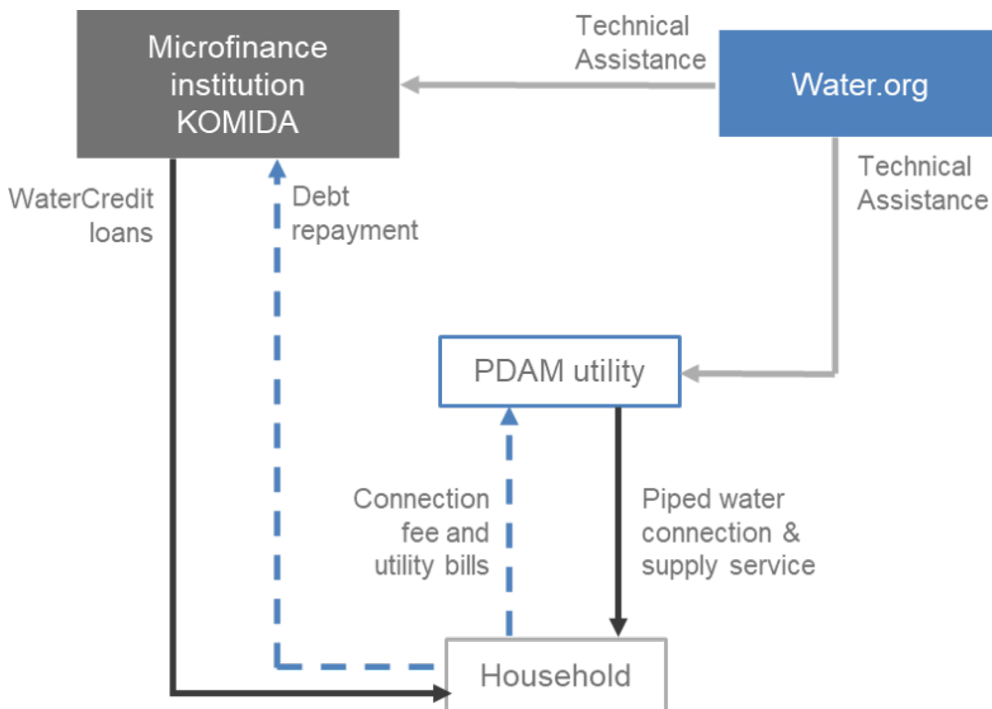 Microfinance
institution
KOMIDA
Technical
Assistance
Water.org
WaterCredit
loans
Debt
repayment
Technical
Assistance
PDAM utility
Connection
fee and
utility bills
Piped water
connection &
supply service
Household